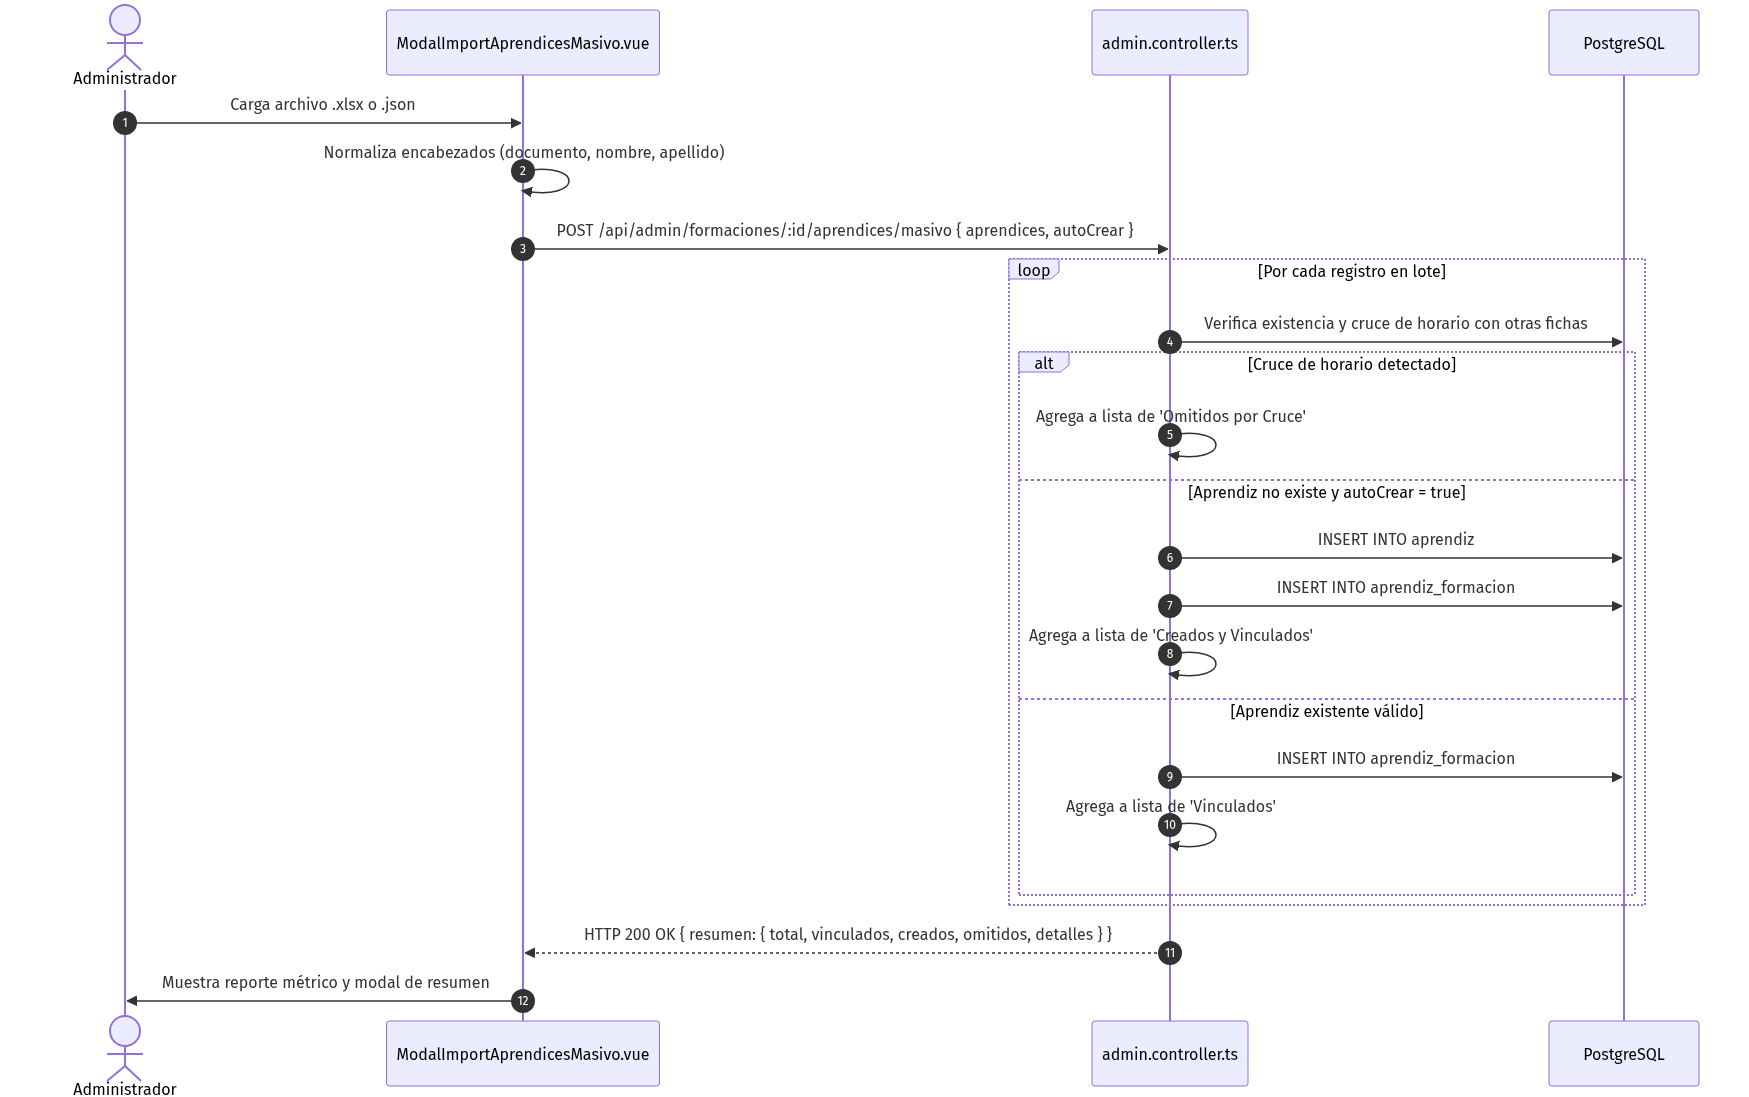 Administrador
ModalImportAprendicesMasivo.vue
admin.controller.ts
PostgreSQL
Carga archivo .xlsx o .json
1
Normaliza encabezados (documento, nombre, apellido)
2
POST /api/admin/formaciones/:id/aprendices/masivo { aprendices, autoCrear }
3
loop
[Por cada registro en lote]
Verifica existencia y cruce de horario con otras fichas
4
alt
[Cruce de horario detectado]
Agrega a lista de 'Omitidos por Cruce'
5
[Aprendiz no existe y autoCrear = true]
INSERT INTO aprendiz
6
INSERT INTO aprendiz_formacion
7
Agrega a lista de 'Creados y Vinculados'
8
[Aprendiz existente válido]
INSERT INTO aprendiz_formacion
9
Agrega a lista de 'Vinculados'
10
HTTP 200 OK { resumen: { total, vinculados, creados, omitidos, detalles } }
11
Muestra reporte métrico y modal de resumen
12
Administrador
ModalImportAprendicesMasivo.vue
admin.controller.ts
PostgreSQL